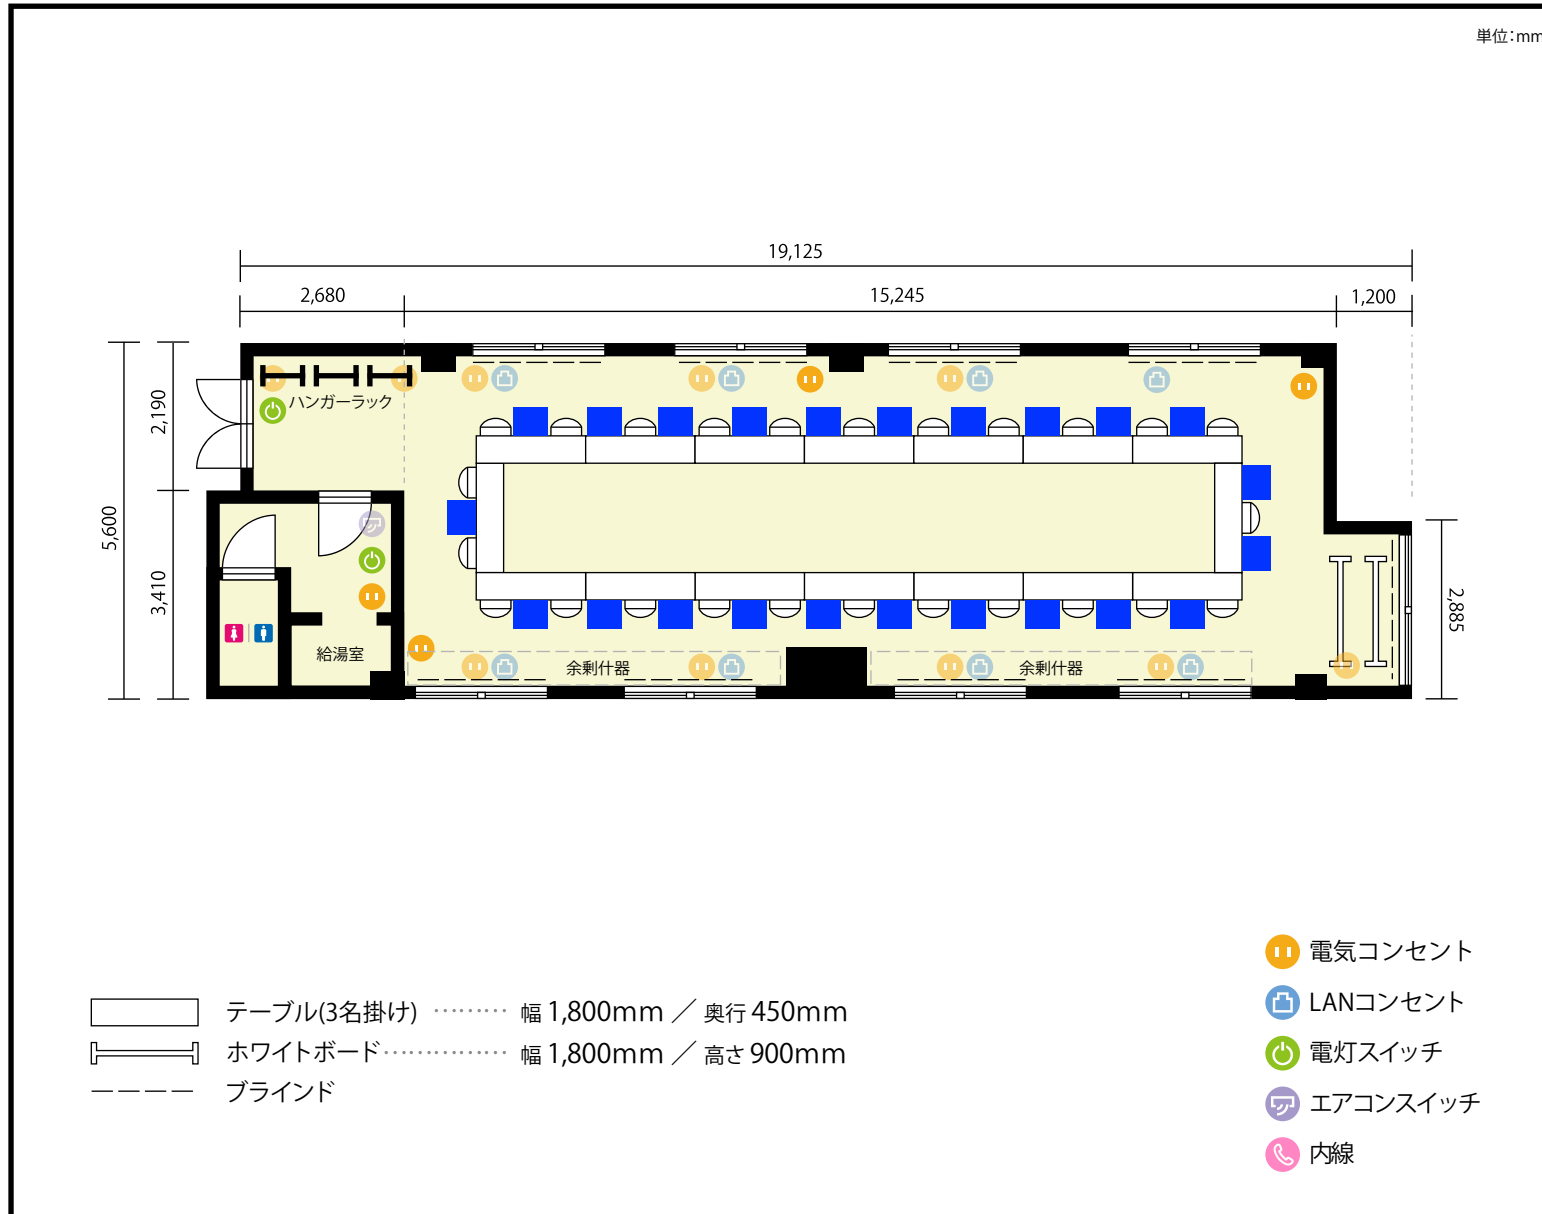 単位：mm
19,125
2,680
15,245
1,200
5,600
2,190
3,410
2,885
ハンガーラック
給湯室
余剰什器
余剰什器
テーブル(3名掛け) ……… 幅 1,800mm ／ 奥行 450mm
ホワイトボード…………… 幅 1,800mm ／ 高さ 900mm
ブラインド
電気コンセント
LANコンセント
電灯スイッチ
エアコンスイッチ
内線